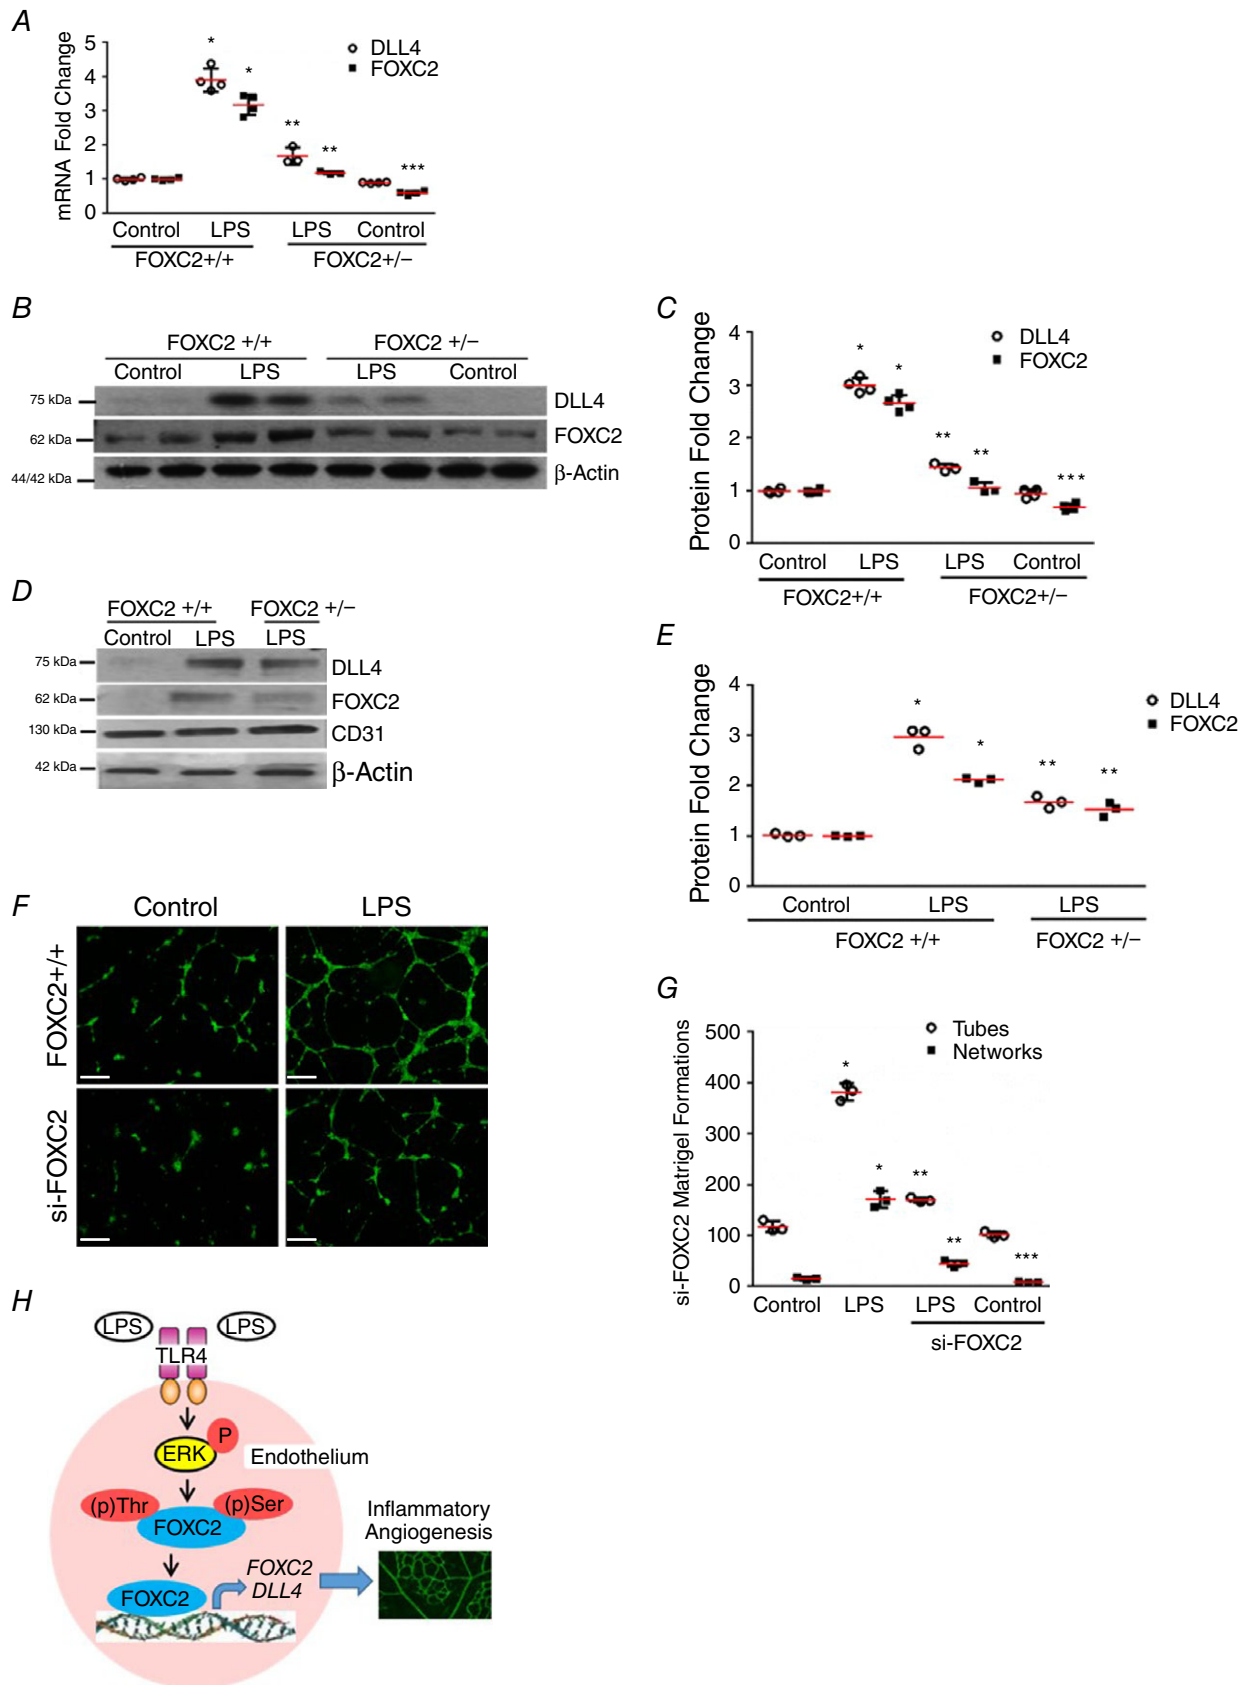 A
mRNA Fold Change
5
4
3
2
1
0
DLL4
FOXC2
*
*
**
**
***
Control LPS LPS Control
FOXC2+/+ FOXC2+/−
B
FOXC2 +/+ FOXC2 +/−
Control LPS LPS Control
75 kDa DLL4
62 kDa FOXC2
44/42 kDa β-Actin
C
Protein Fold Change
4
3
2
1
0
DLL4
FOXC2
*
*
**
**
***
Control LPS LPS Control
FOXC2+/+ FOXC2+/−
D
FOXC2 +/+ FOXC2 +/−
Control LPS LPS
75 kDa DLL4
62 kDa FOXC2
130 kDa CD31
42 kDa β-Actin
E
Protein Fold Change
4
3
2
1
0
DLL4
FOXC2
*
*
**
**
Control LPS LPS
FOXC2 +/+ FOXC2 +/−
F
Control LPS
FOXC2+/+
si-FOXC2
G
si-FOXC2 Matrigel Formations
500
400
300
200
100
0
Tubes
Networks
*
*
**
**
***
Control LPS LPS Control
si-FOXC2
H
LPS LPS
TLR4
P
ERK
Endothelium
(p)Thr (p)Ser
FOXC2
Inflammatory
Angiogenesis
FOXC2
DLL4
FOXC2